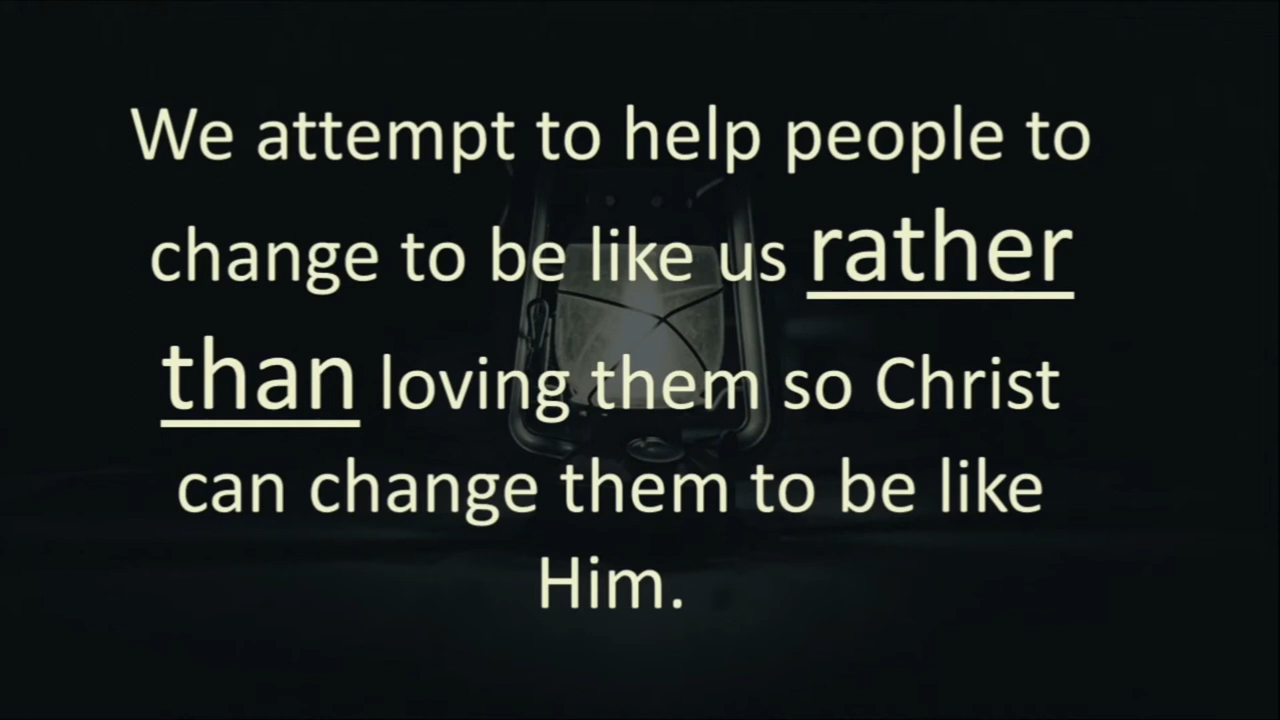 We attempt to help people to
change to be like us rather
than loving them so Christ
can change them to be like
Him.